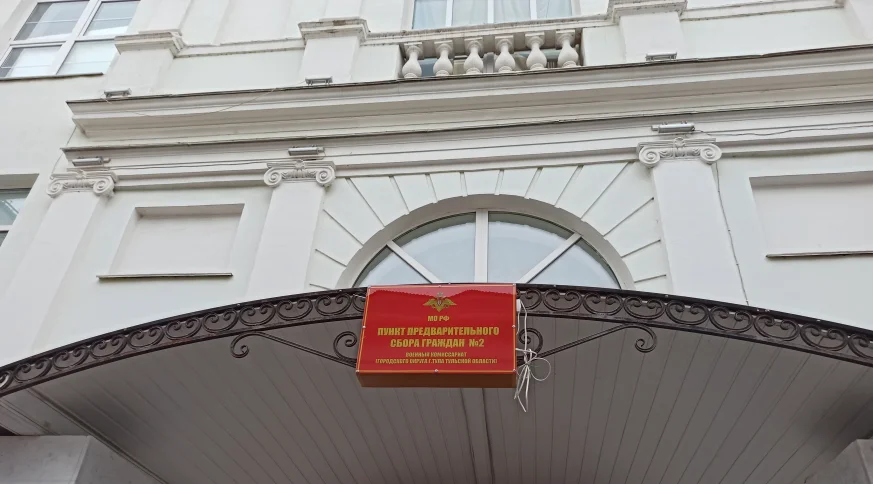 МО РФ
ПУНКТ ПРЕДВАРИТЕЛЬНОГО
СБОРА ГРАЖДАН №2
ВОЕННЫЙ КОМИССАРИАТ
(ГОРОДСКОГО ОКРУГА Г.ТУЛА ТУЛЬСКОЙ ОБЛАСТИ)